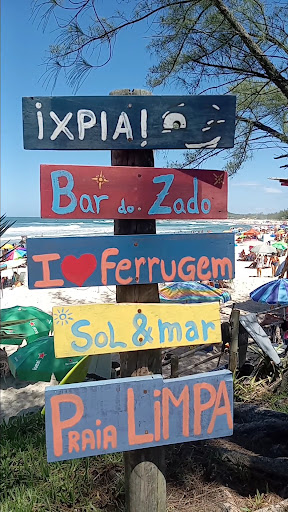 iXPIA!
Bar do Zado
I ❤ Ferrugem
Sol & mar
Praia LimPA